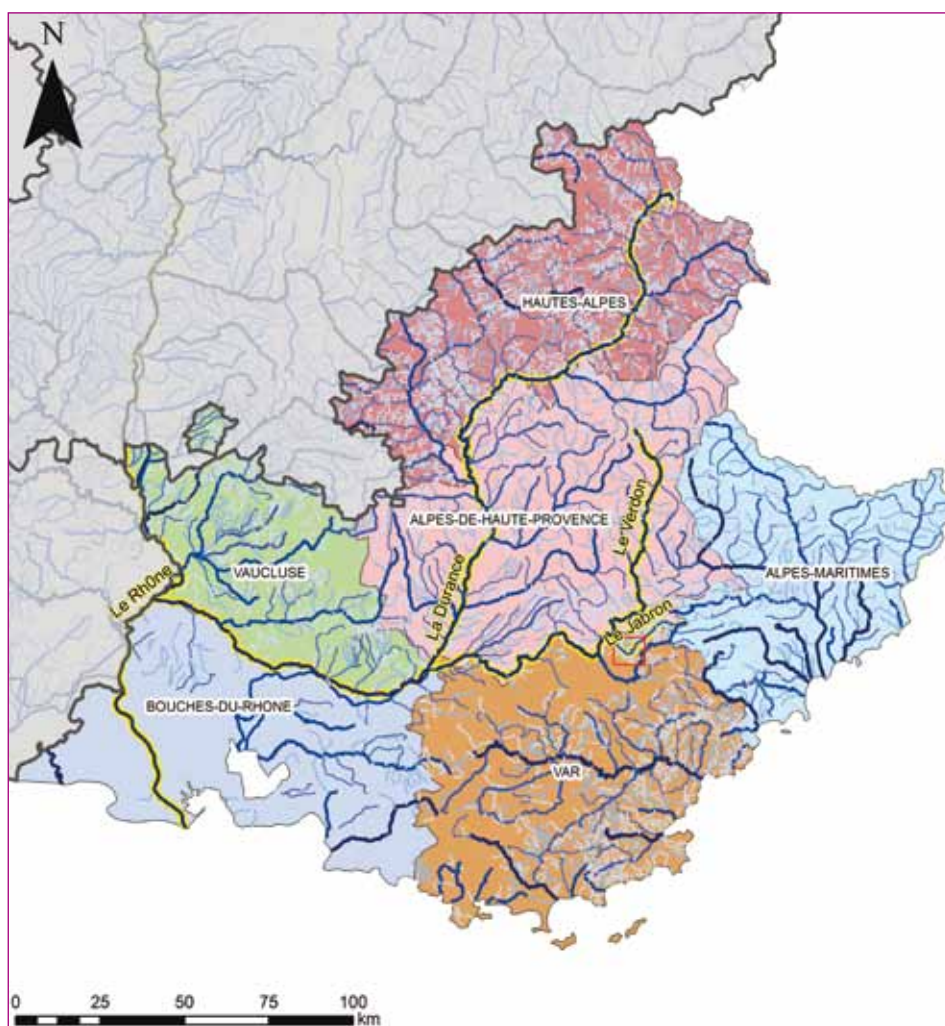 N
HAUTES-ALPES
ALPES-DE-HAUTE-PROVENCE
Le Verdon
La Durance
VAUCLUSE
ALPES-MARITIMES
Le Rhône
Le Jabron
BOUCHES-DU-RHONE
VAR
0 25 50 75 100
km